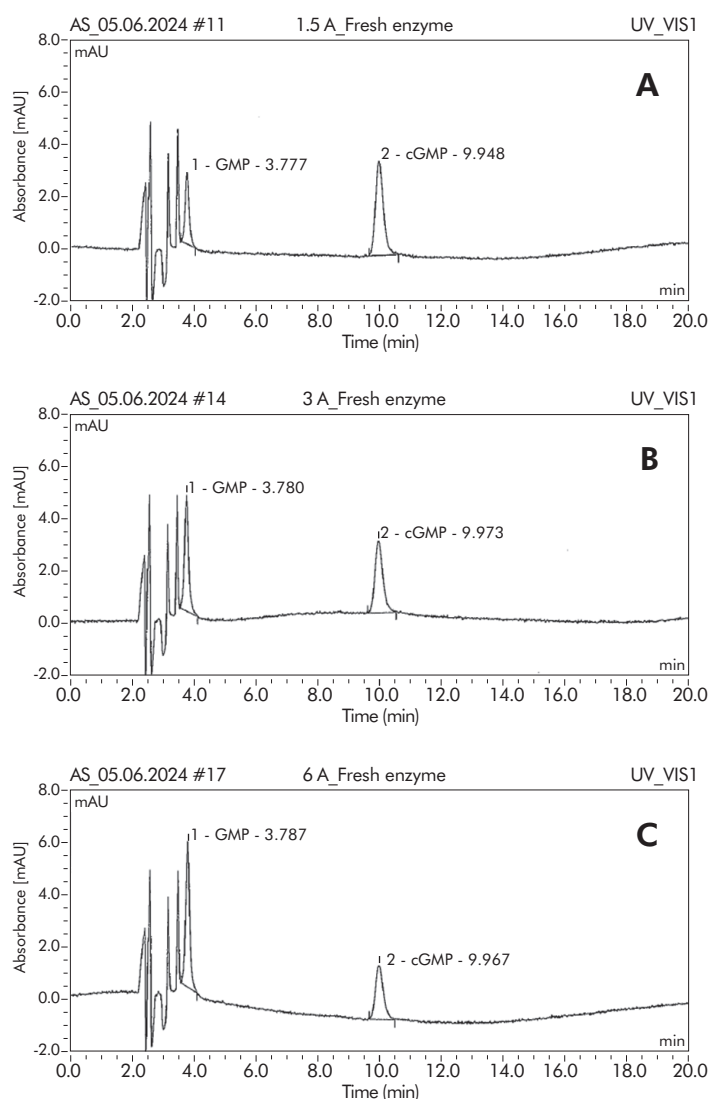 AS_05.06.2024 #11 1.5 A_Fresh enzyme UV_VIS1
8.0
mAU
A
6.0
4.0
1 - GMP - 3.777
2 - cGMP - 9.948
2.0
0.0
-2.0
min
Absorbance [mAU]
0.0 2.0 4.0 6.0 8.0 10.0 12.0 14.0 16.0 18.0 20.0
Time (min)
AS_05.06.2024 #14 3 A_Fresh enzyme UV_VIS1
8.0
mAU
B
6.0
1 - GMP - 3.780
4.0
2 - cGMP - 9.973
2.0
0.0
-2.0
min
Absorbance [mAU]
0.0 2.0 4.0 6.0 8.0 10.0 12.0 14.0 16.0 18.0 20.0
Time (min)
AS_05.06.2024 #17 6 A_Fresh enzyme UV_VIS1
8.0
mAU
C
1 - GMP - 3.787
6.0
4.0
2.0
2 - cGMP - 9.967
0.0
-2.0
min
Absorbance [mAU]
0.0 2.0 4.0 6.0 8.0 10.0 12.0 14.0 16.0 18.0 20.0
Time (min)